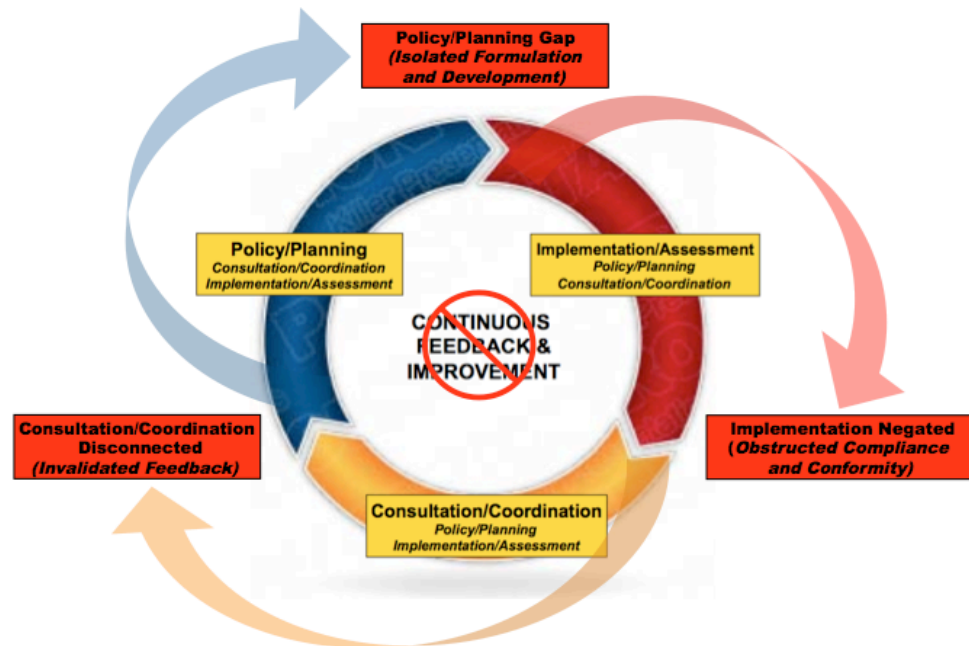 Policy/Planning Gap
(Isolated Formulation
and Development)
Policy/Planning
Consultation/Coordination
Implementation/Assessment
Implementation/Assessment
Policy/Planning
Consultation/Coordination
CONTINUOUS
FEEDBACK &
IMPROVEMENT
Consultation/Coordination
Disconnected
(Invalidated Feedback)
Implementation Negated
(Obstructed Compliance
and Conformity)
Consultation/Coordination
Policy/Planning
Implementation/Assessment